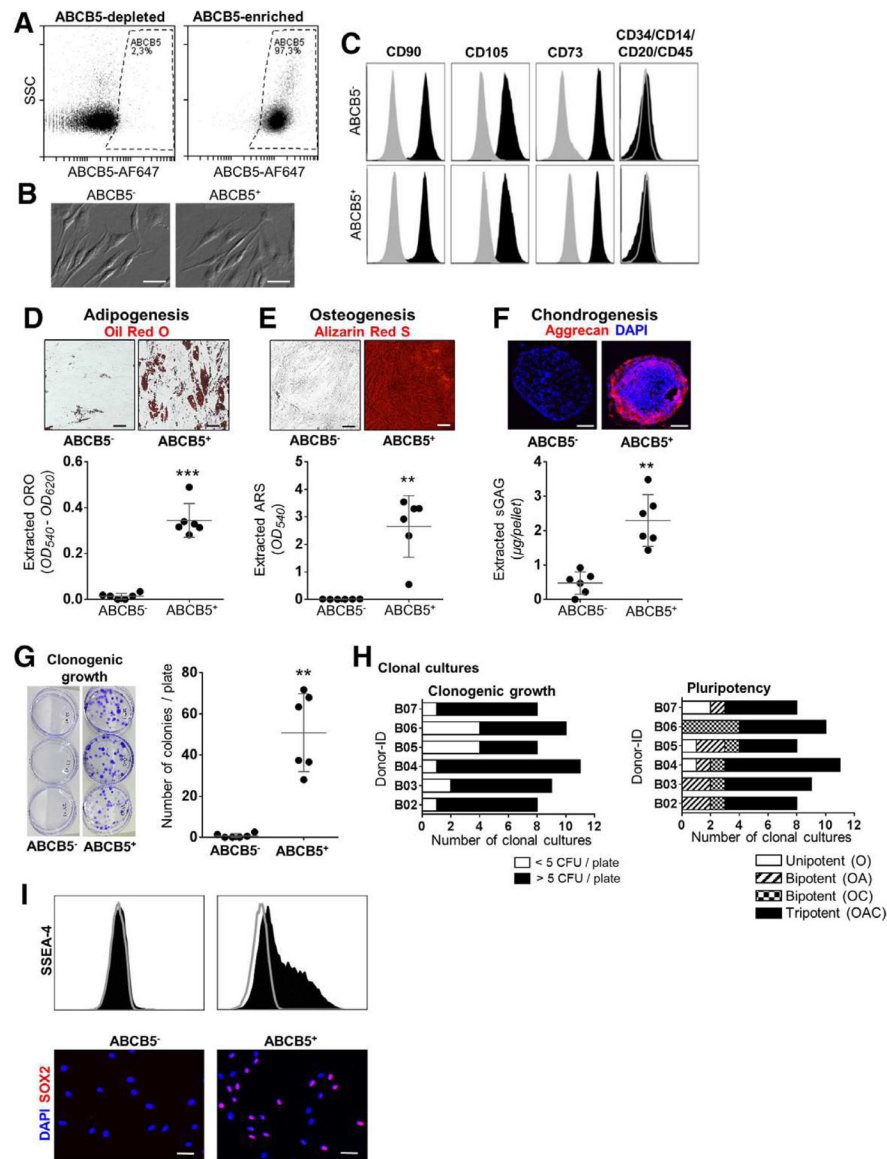 A
ABCB5-depleted
ABCB5-enriched
ABCB5
2,3%
ABCB5
97,3%
SSC
ABCB5-AF647
ABCB5-AF647
B
ABCB5-
ABCB5+
C
CD90
CD105
CD73
CD34/CD14/
CD20/CD45
ABCB5-
ABCB5+
D
Adipogenesis
Oil Red O
ABCB5-
ABCB5+
0.6
0.4
0.2
0.0
***
Extracted ORO
(OD540- OD620)
ABCB5-
ABCB5+
E
Osteogenesis
Alizarin Red S
ABCB5-
ABCB5+
5
4
3
2
1
0
**
Extracted ARS
(OD540)
ABCB5-
ABCB5+
F
Chondrogenesis
Aggrecan DAPI
ABCB5-
ABCB5+
4
3
2
1
0
**
Extracted sGAG
(µg/pellet)
ABCB5-
ABCB5+
G
Clonogenic
growth
ABCB5-
ABCB5+
80
60
40
20
0
**
Number of colonies / plate
ABCB5-
ABCB5+
H
Clonal cultures
Clonogenic growth
Donor-ID
B07
B06
B05
B04
B03
B02
0 2 4 6 8 10 12
Number of clonal cultures
< 5 CFU / plate
> 5 CFU / plate
Pluripotency
Donor-ID
B07
B06
B05
B04
B03
B02
0 2 4 6 8 10 12
Number of clonal cultures
Unipotent (O)
Bipotent (OA)
Bipotent (OC)
Tripotent (OAC)
I
SSEA-4
ABCB5-
ABCB5+
DAPI SOX2